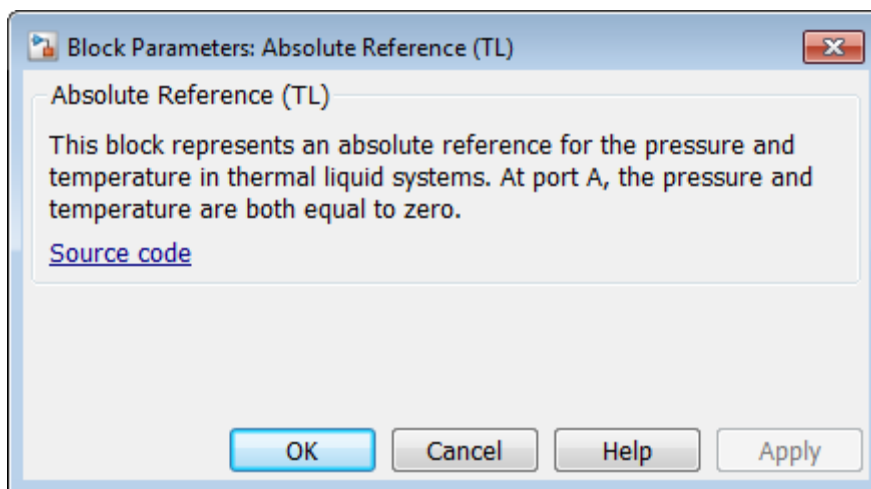 Block Parameters: Absolute Reference (TL)
Absolute Reference (TL)
This block represents an absolute reference for the pressure and
temperature in thermal liquid systems. At port A, the pressure and
temperature are both equal to zero.
Source code
OK Cancel Help Apply